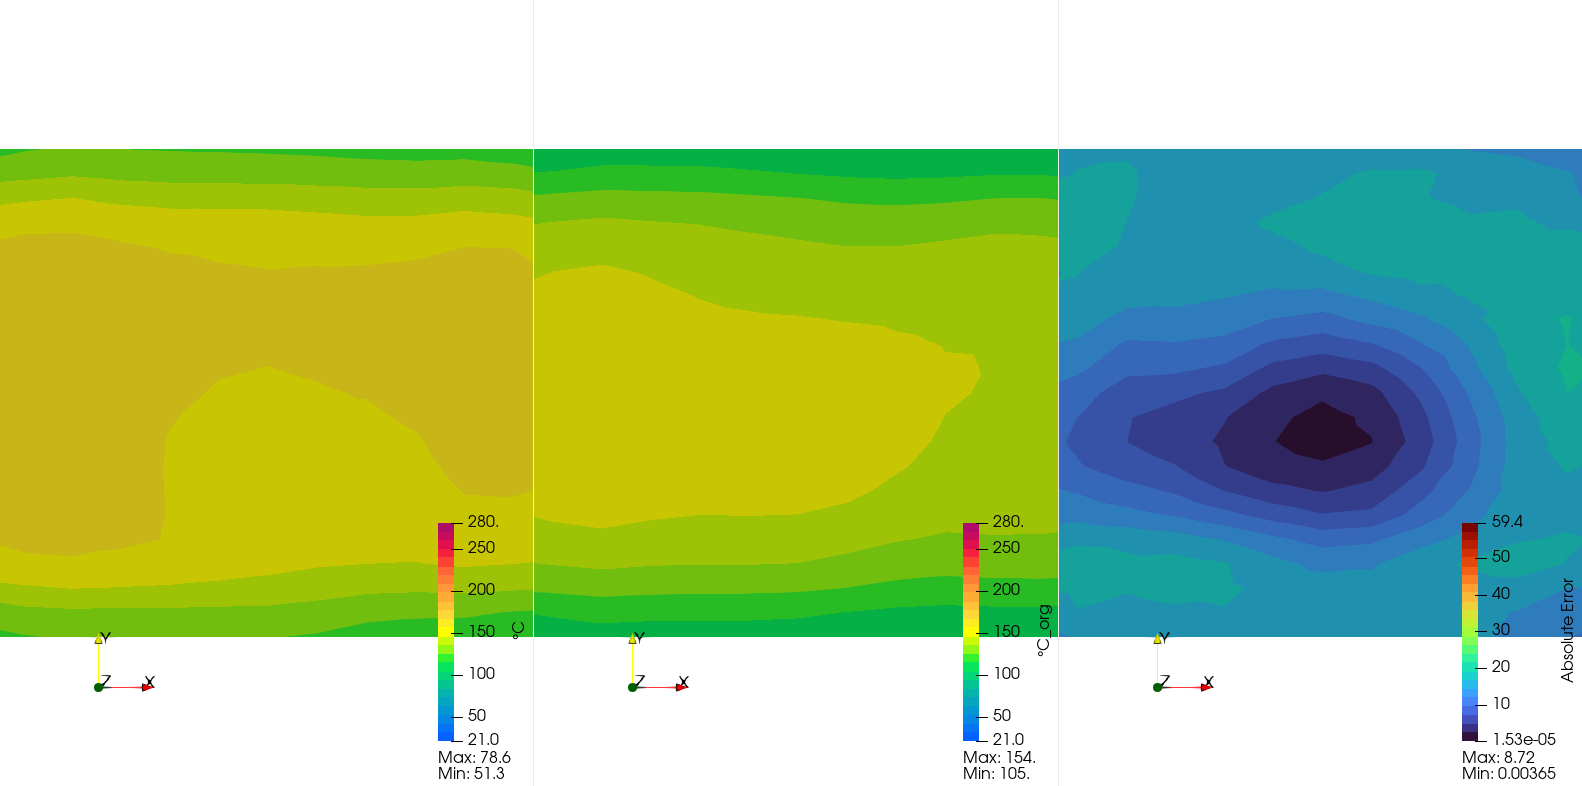 280.
250
200
150
100
50
21.0
°C
Max: 78.6
Min: 51.3
Y
Z
X
280.
250
200
150
100
50
21.0
°C_org
Max: 154.
Min: 105.
Y
Z
X
59.4
50
40
30
20
10
1.53e-05
Absolute Error
Max: 8.72
Min: 0.00365
Y
Z
X